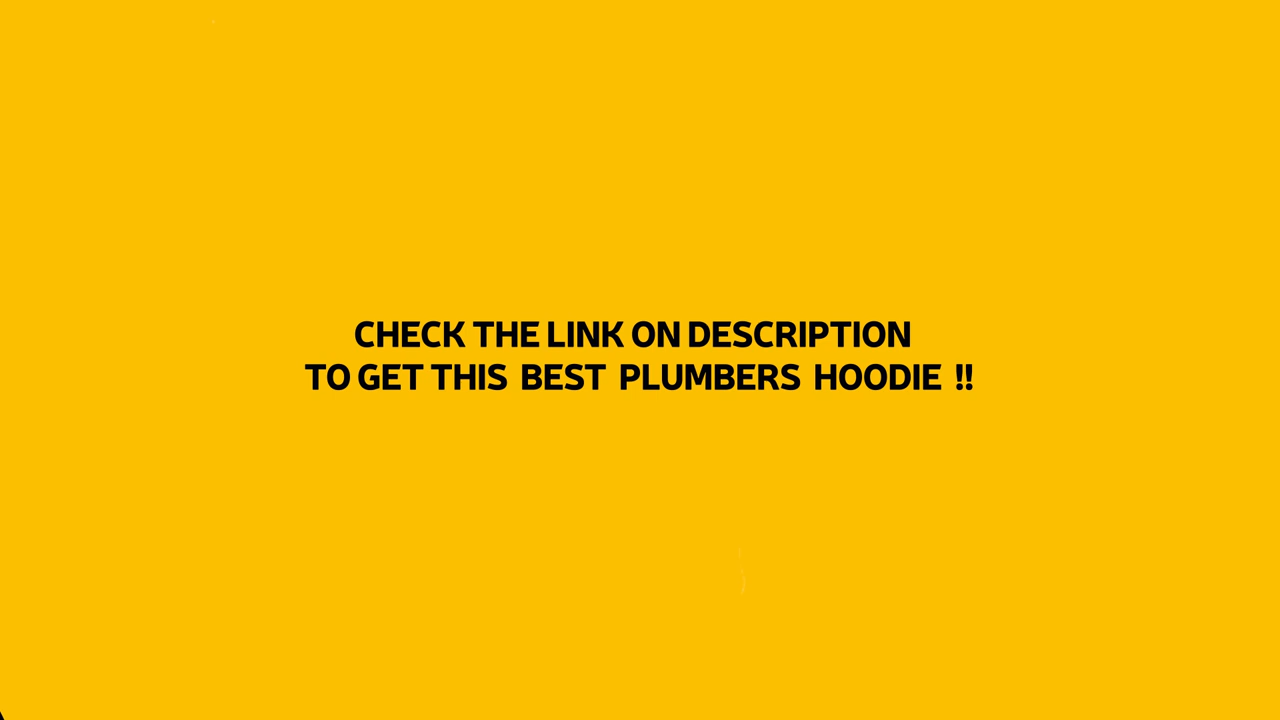 CHECK THE LINK ON DESCRIPTION
TO GET THIS BEST PLUMBERS HOODIE !!